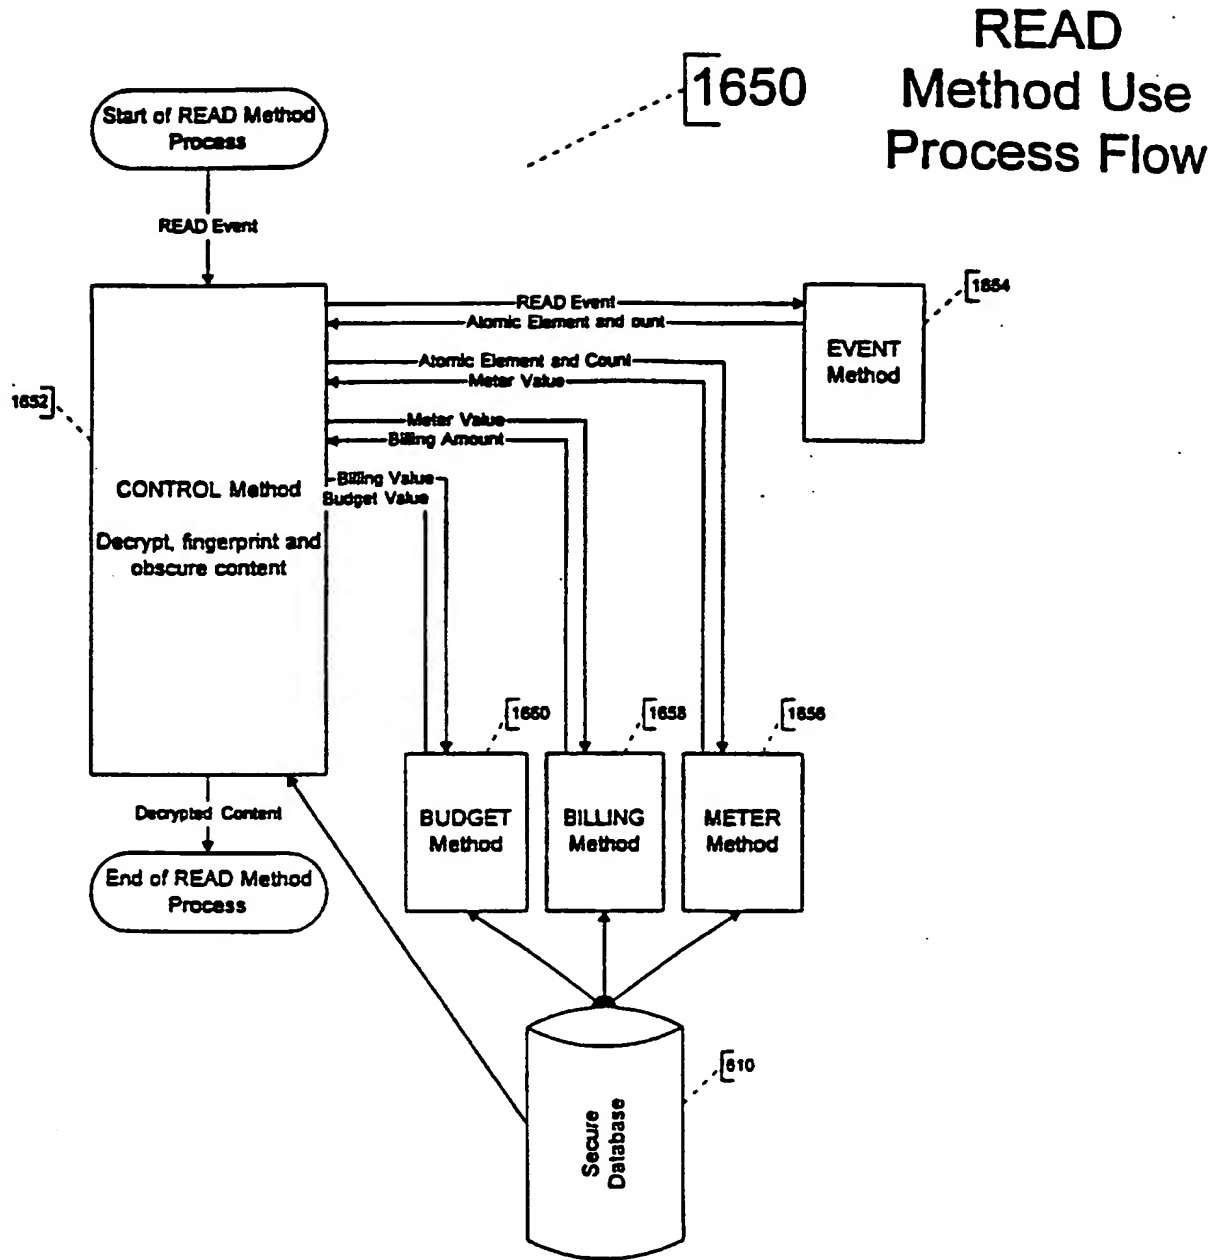 READ
Method Use
Process Flow
1650
Start of READ Method
Process
READ Event
READ Event
Atomic Element and ount
1654
EVENT
Method
Atomic Element and Count
Meter Value
1652
Meter Value
Billing Amount
Billing Value
Budget Value
CONTROL Method
Decrypt, fingerprint and
obscure content
1660
1658
1656
BUDGET
Method
BILLING
Method
METER
Method
Decrypted Content
End of READ Method
Process
610
Secure
Database